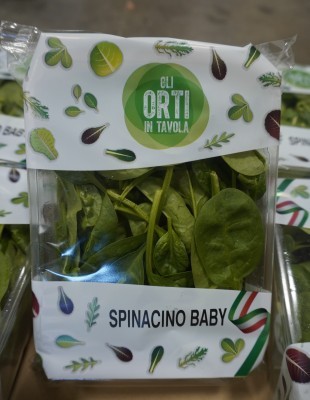 GLI
ORTI
IN TAVOLA
SPINACINO BABY